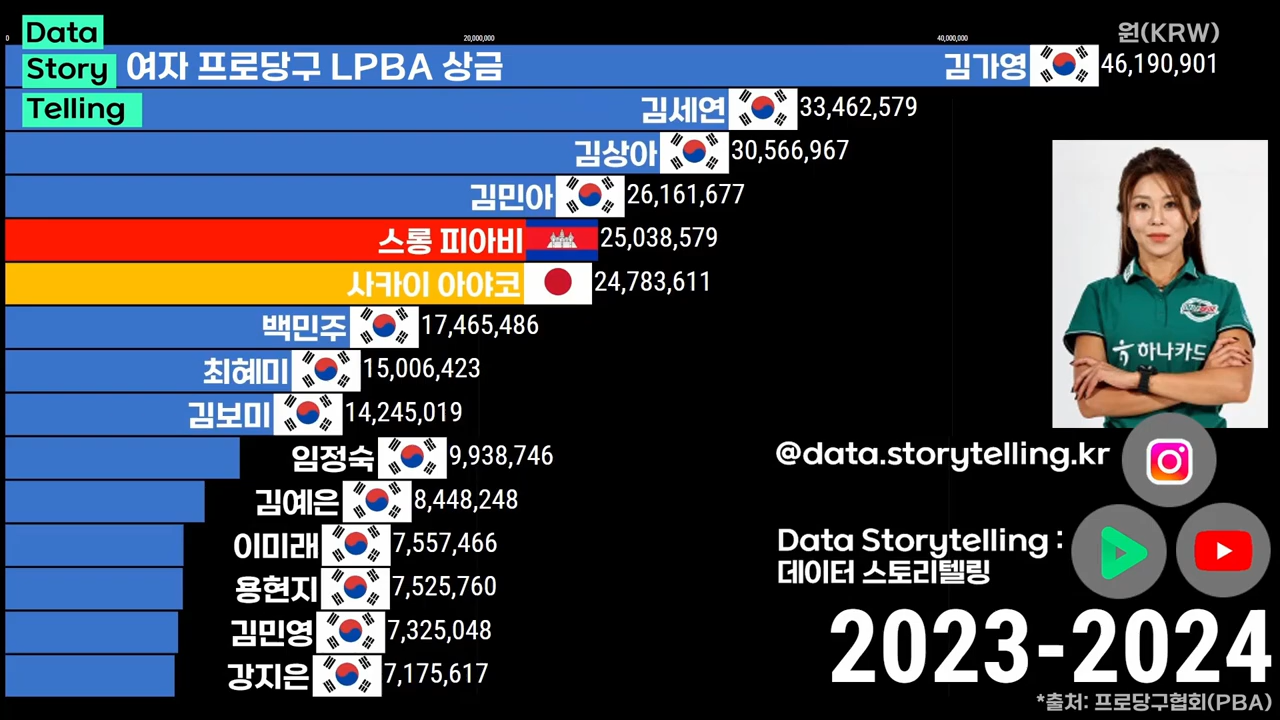 Data
Story
Telling
여자 프로당구 LPBA 상금
원(KRW)
0
20,000,000
40,000,000
김가영 46,190,901
김세연 33,462,579
김상아 30,566,967
김민아 26,161,677
스롱 피아비 25,038,579
사카이 아야코 24,783,611
백민주 17,465,486
최혜미 15,006,423
김보미 14,245,019
임정숙 9,938,746
김예은 8,448,248
이미래 7,557,466
용현지 7,525,760
김민영 7,325,048
강지은 7,175,617
하나카드
@data.storytelling.kr
Data Storytelling :
데이터 스토리텔링
2023-2024
*출처: 프로당구협회(PBA)